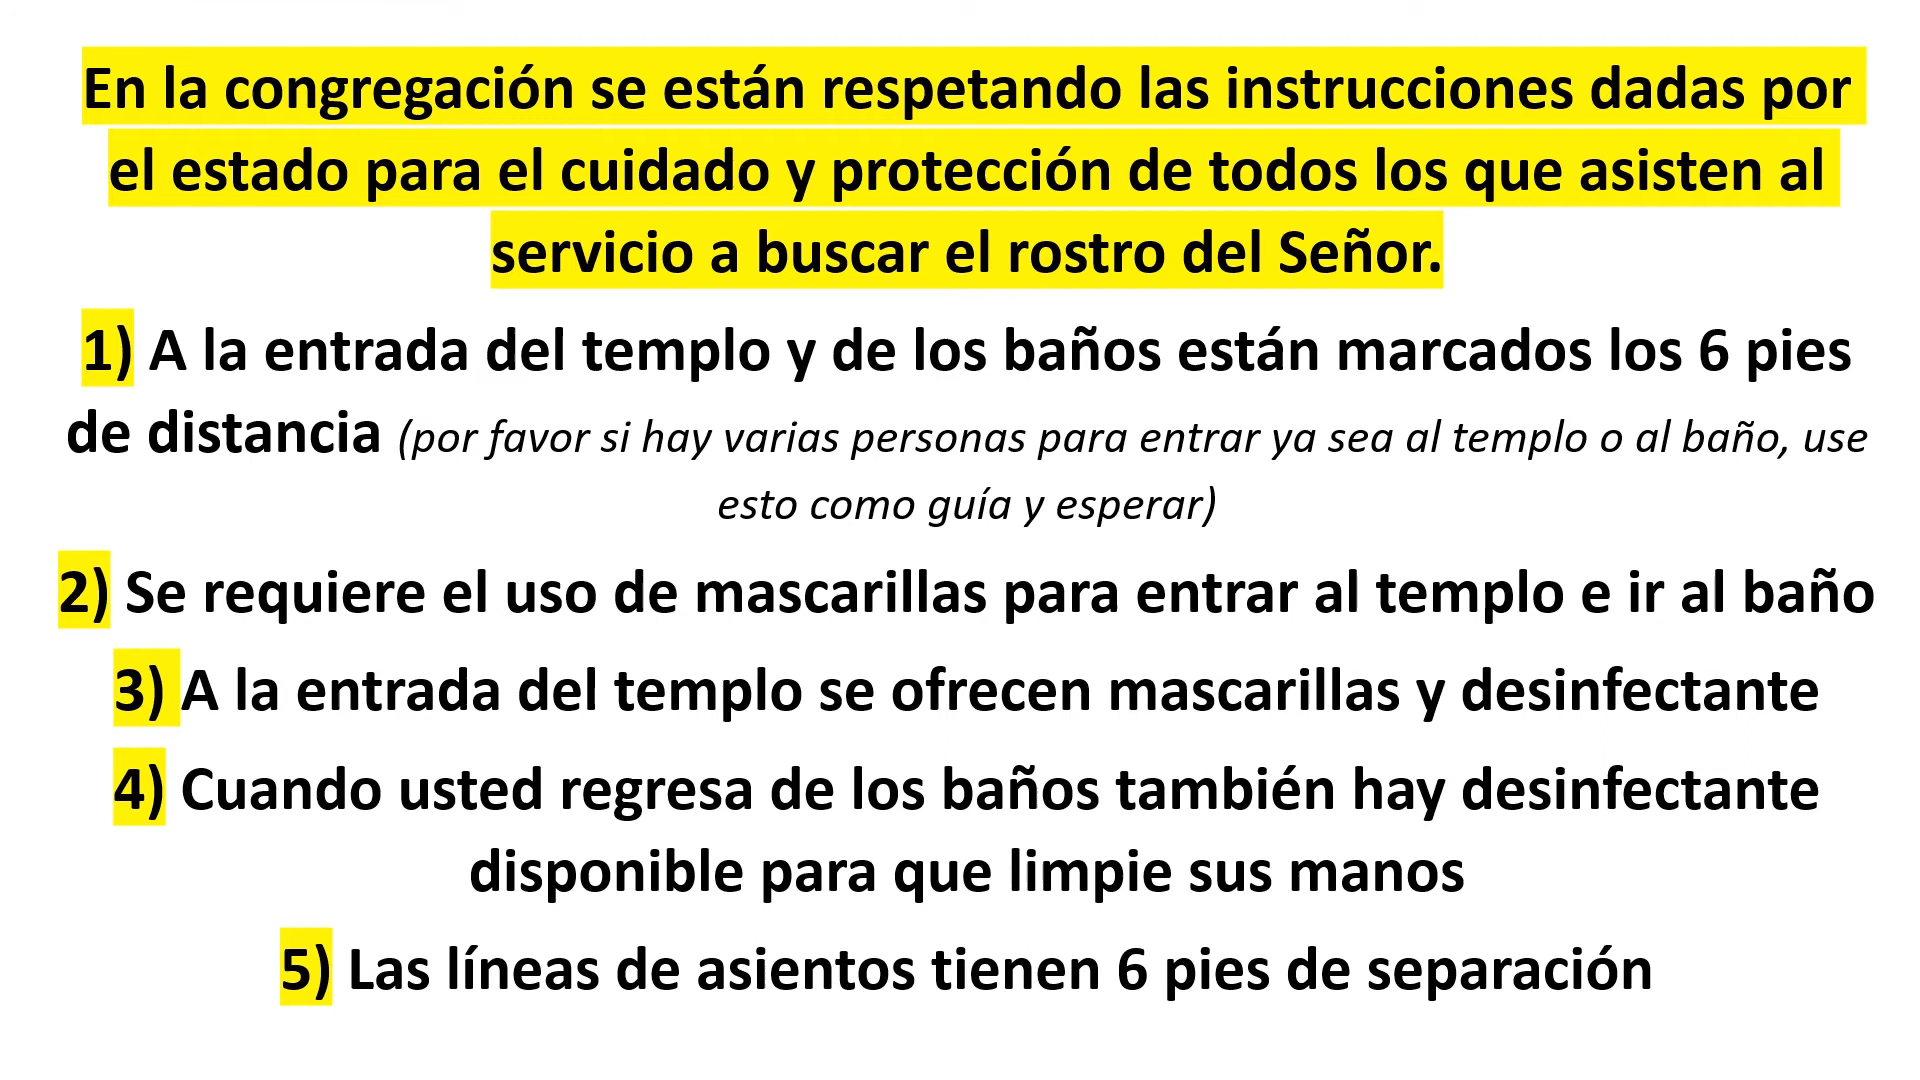 En la congregación se están respetando las instrucciones dadas por
el estado para el cuidado y protección de todos los que asisten al
servicio a buscar el rostro del Señor.
1) A la entrada del templo y de los baños están marcados los 6 pies
de distancia (por favor si hay varias personas para entrar ya sea al templo o al baño, use
esto como guía y esperar)
2) Se requiere el uso de mascarillas para entrar al templo e ir al baño
3) A la entrada del templo se ofrecen mascarillas y desinfectante
4) Cuando usted regresa de los baños también hay desinfectante
disponible para que limpie sus manos
5) Las líneas de asientos tienen 6 pies de separación